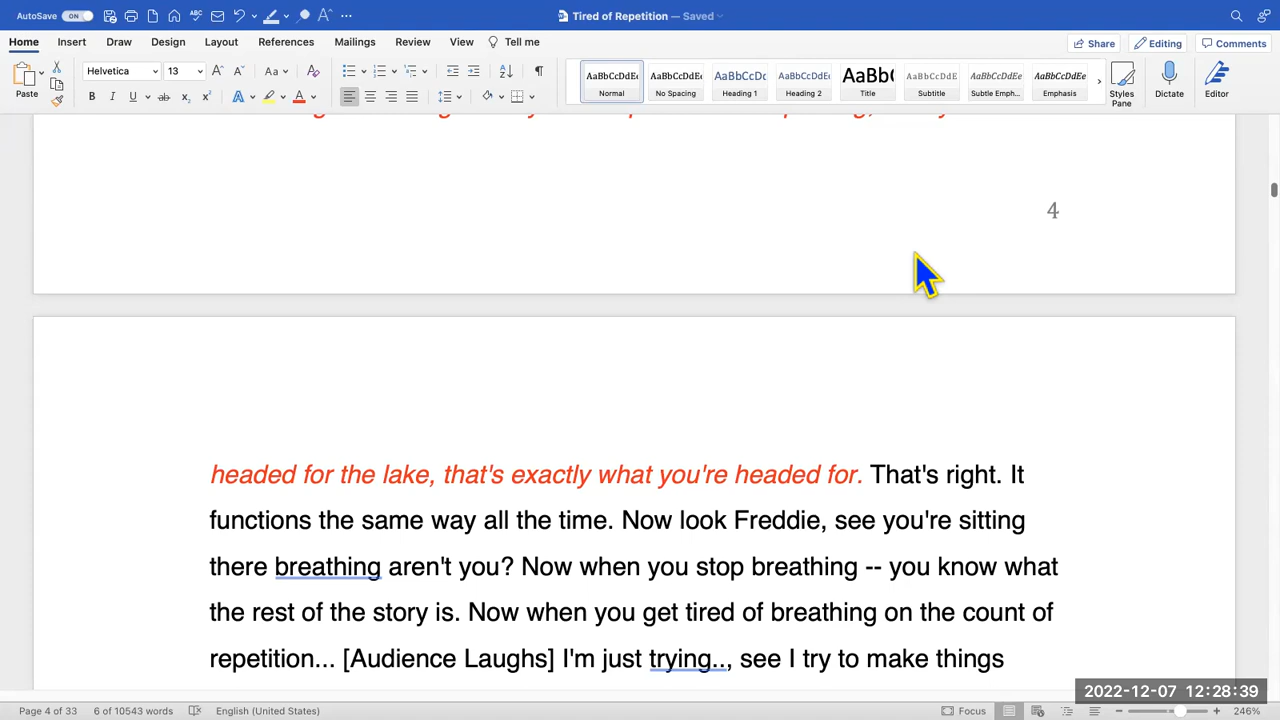 AutoSave ON
Tired of Repetition — Saved
Home Insert Draw Design Layout References Mailings Review View Tell me
Share Editing Comments
Paste
Helvetica 13
AaBbCcDdEe AaBbCcDdEe AaBbCcDc AaBbCcDdEe AaBb( AaBbCcDdE AaBbCcDdEe AaBbCcDdEe
Normal No Spacing Heading 1 Heading 2 Title Subtitle Subtle Emph... Emphasis
Styles Pane
Dictate
Editor
4
headed for the lake, that's exactly what you're headed for. That's right. It
functions the same way all the time. Now look Freddie, see you're sitting
there breathing aren't you? Now when you stop breathing -- you know what
the rest of the story is. Now when you get tired of breathing on the count of
repetition... [Audience Laughs] I'm just trying.., see I try to make things
2022-12-07 12:28:39
Page 4 of 33 6 of 10543 words English (United States) Focus 246%